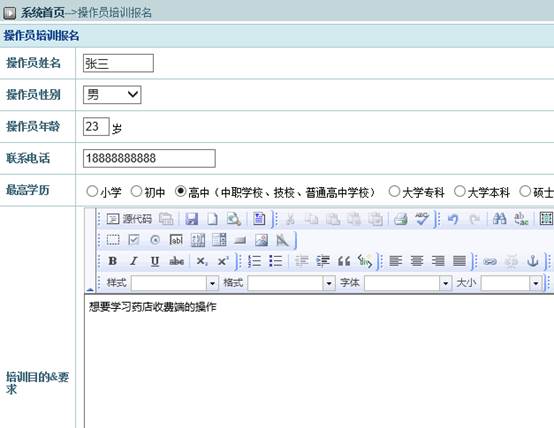 系统首页-->操作员培训报名
操作员培训报名
操作员姓名 张三
操作员性别 男
操作员年龄 23 岁
联系电话 18888888888
最高学历 小学 初中 高中（中职学校、技校、普通高中学校） 大学专科 大学本科 硕士
源代码
B I U abc X₂ X²
样式 格式 字体 大小
想要学习药店收费端的操作
培训目的&要
求